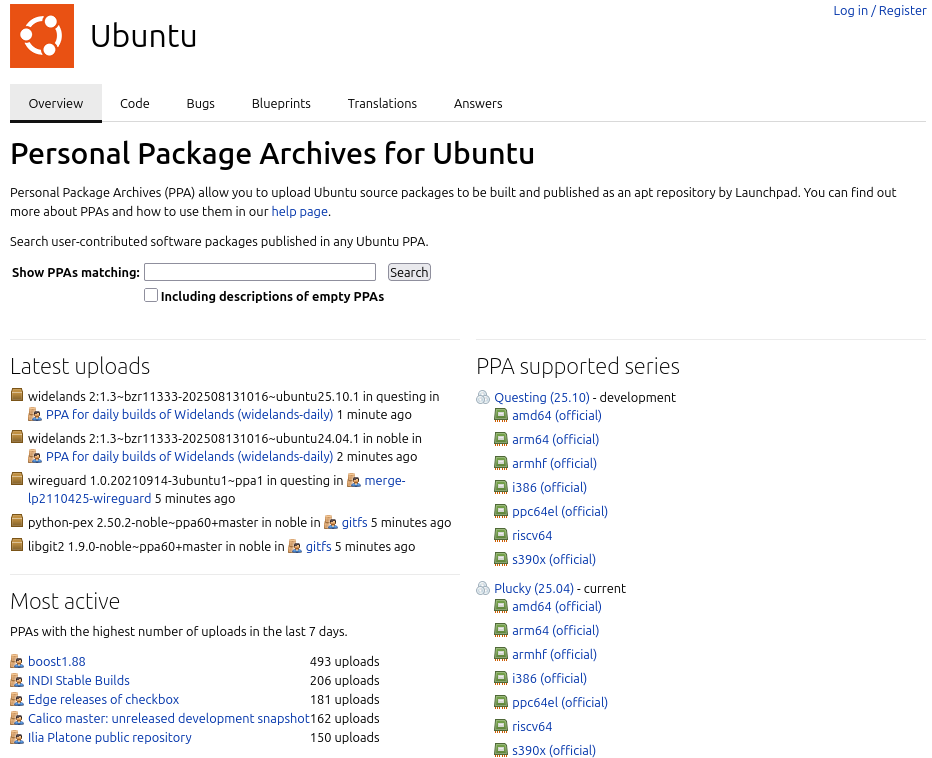 Log in / Register
Ubuntu
Overview Code Bugs Blueprints Translations Answers
Personal Package Archives for Ubuntu
Personal Package Archives (PPA) allow you to upload Ubuntu source packages to be built and published as an apt repository by Launchpad. You can find out
more about PPAs and how to use them in our help page.
Search user-contributed software packages published in any Ubuntu PPA.
Show PPAs matching: Search
Including descriptions of empty PPAs
Latest uploads
widelands 2:1.3~bzr11333-202508131016~ubuntu25.10.1 in questing in
PPA for daily builds of Widelands (widelands-daily) 1 minute ago
widelands 2:1.3~bzr11333-202508131016~ubuntu24.04.1 in noble in
PPA for daily builds of Widelands (widelands-daily) 2 minutes ago
wireguard 1.0.20210914-3ubuntu1~ppa1 in questing in merge-
lp2110425-wireguard 5 minutes ago
python-pex 2.50.2-noble~ppa60+master in noble in gitfs 5 minutes ago
libgit2 1.9.0-noble~ppa60+master in noble in gitfs 5 minutes ago
Most active
PPAs with the highest number of uploads in the last 7 days.
boost1.88 493 uploads
INDI Stable Builds 206 uploads
Edge releases of checkbox 181 uploads
Calico master: unreleased development snapshot 162 uploads
Ilia Platone public repository 150 uploads
PPA supported series
Questing (25.10) - development
amd64 (official)
arm64 (official)
armhf (official)
i386 (official)
ppc64el (official)
riscv64
s390x (official)
Plucky (25.04) - current
amd64 (official)
arm64 (official)
armhf (official)
i386 (official)
ppc64el (official)
riscv64
s390x (official)